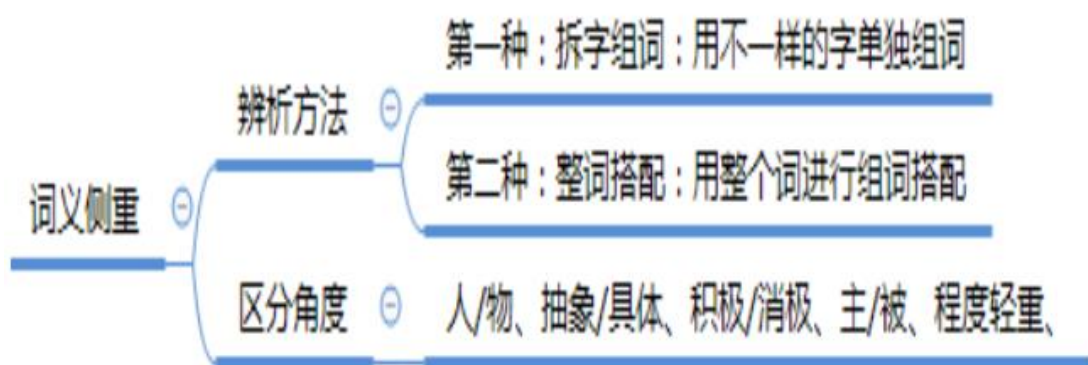 第一种：拆字组词：用不一样的字单独组词
辨析方法
第二种：整词搭配：用整个词进行组词搭配
词义侧重
区分角度
人/物、抽象/具体、积极/消极、主/被、程度轻重、